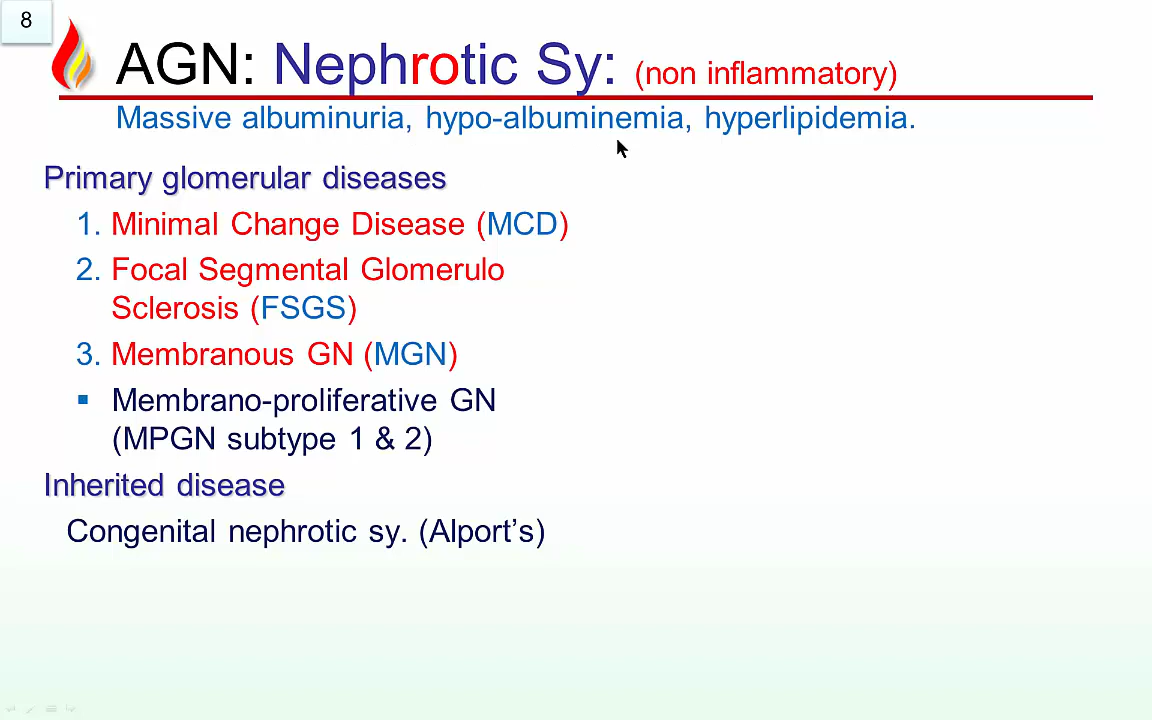 8
AGN: Nephrotic Sy: (non inflammatory)
Massive albuminuria, hypo-albuminemia, hyperlipidemia.
Primary glomerular diseases
1. Minimal Change Disease (MCD)
2. Focal Segmental Glomerulo
Sclerosis (FSGS)
3. Membranous GN (MGN)
▪ Membrano-proliferative GN
(MPGN subtype 1 & 2)
Inherited disease
Congenital nephrotic sy. (Alport’s)